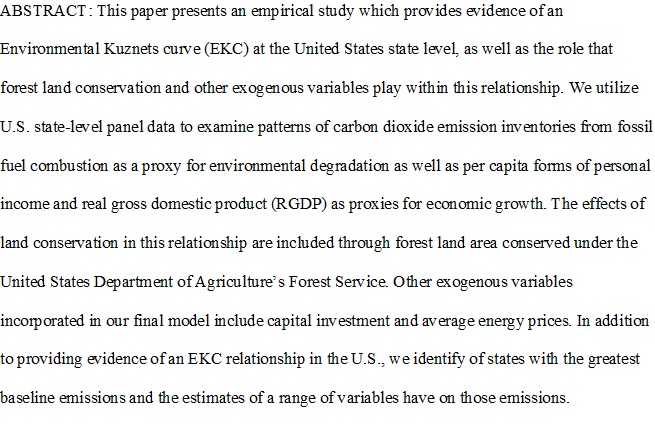 ABSTRACT: This paper presents an empirical study which provides evidence of an
Environmental Kuznets curve (EKC) at the United States state level, as well as the role that
forest land conservation and other exogenous variables play within this relationship. We utilize
U.S. state-level panel data to examine patterns of carbon dioxide emission inventories from fossil
fuel combustion as a proxy for environmental degradation as well as per capita forms of personal
income and real gross domestic product (RGDP) as proxies for economic growth. The effects of
land conservation in this relationship are included through forest land area conserved under the
United States Department of Agriculture's Forest Service. Other exogenous variables
incorporated in our final model include capital investment and average energy prices. In addition
to providing evidence of an EKC relationship in the U.S., we identify of states with the greatest
baseline emissions and the estimates of a range of variables have on those emissions.